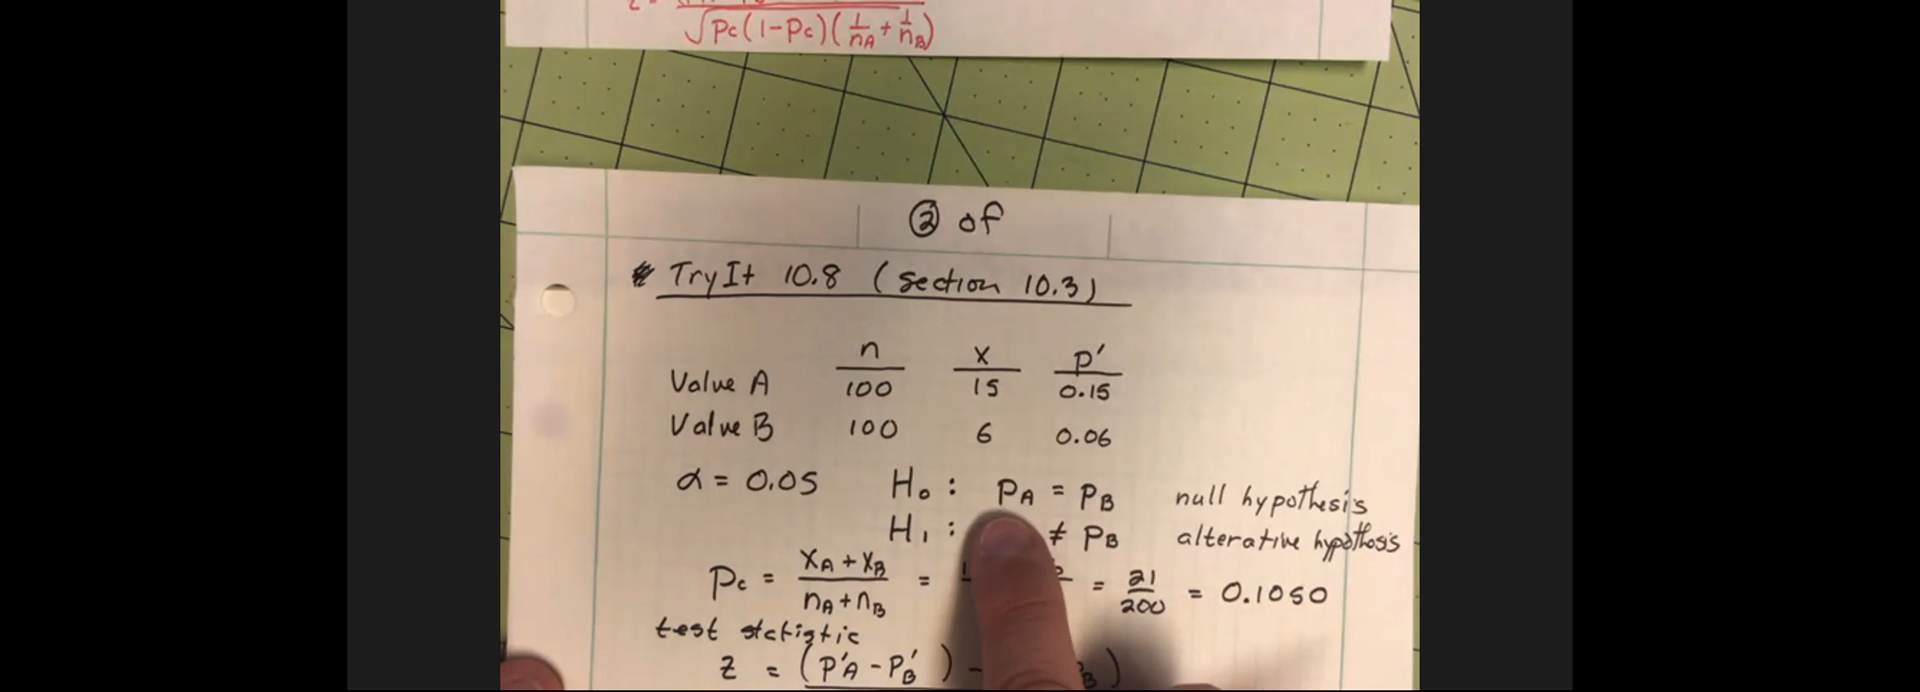 √pc(1-pc)(1/nA + 1/nB)
② of
TryIt 10.8 (section 10.3)
n x p'
Value A 100 15 0.15
Value B 100 6 0.06
α = 0.05 H₀: pA = pB null hypothesis
H₁: ≠ pB alterative hypothosis
pc = xA + xB / nA + nB = = 21/200 = 0.1050
test statistic
z = (p'A - p'B) -